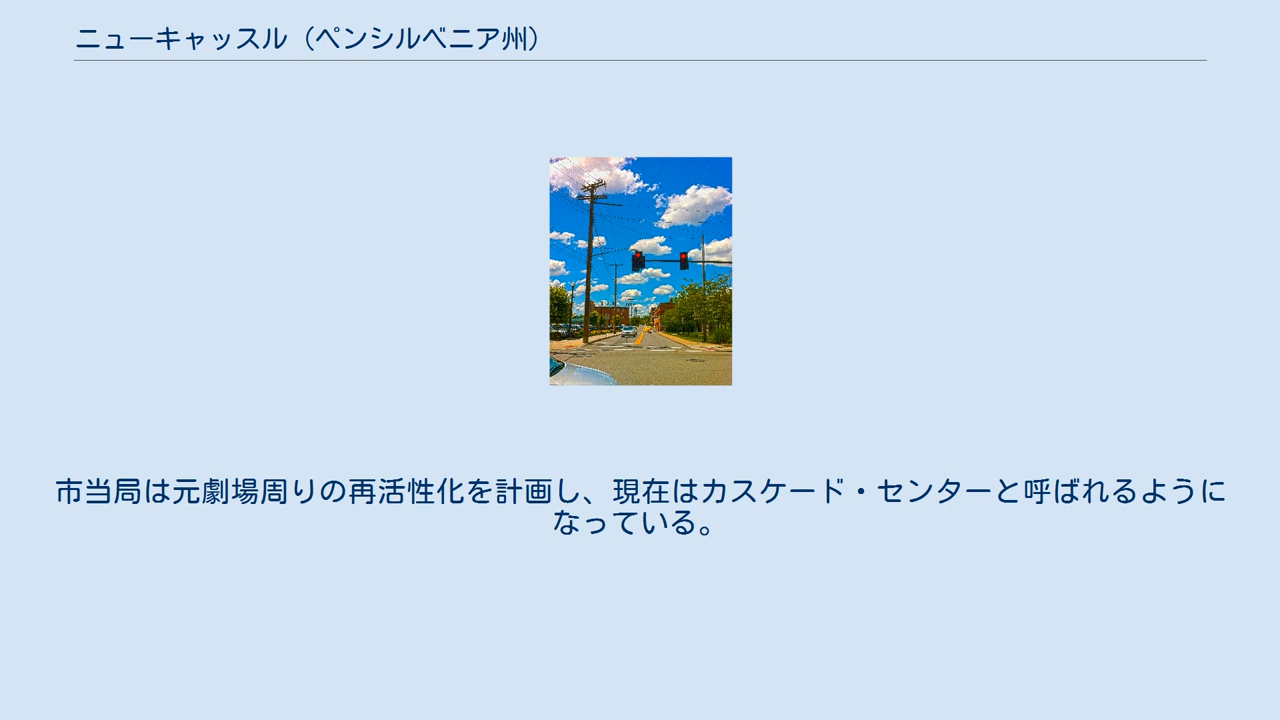 ニューキャッスル（ペンシルベニア州）
市当局は元劇場周りの再活性化を計画し、現在はカスケード・センターと呼ばれるように
なっている。